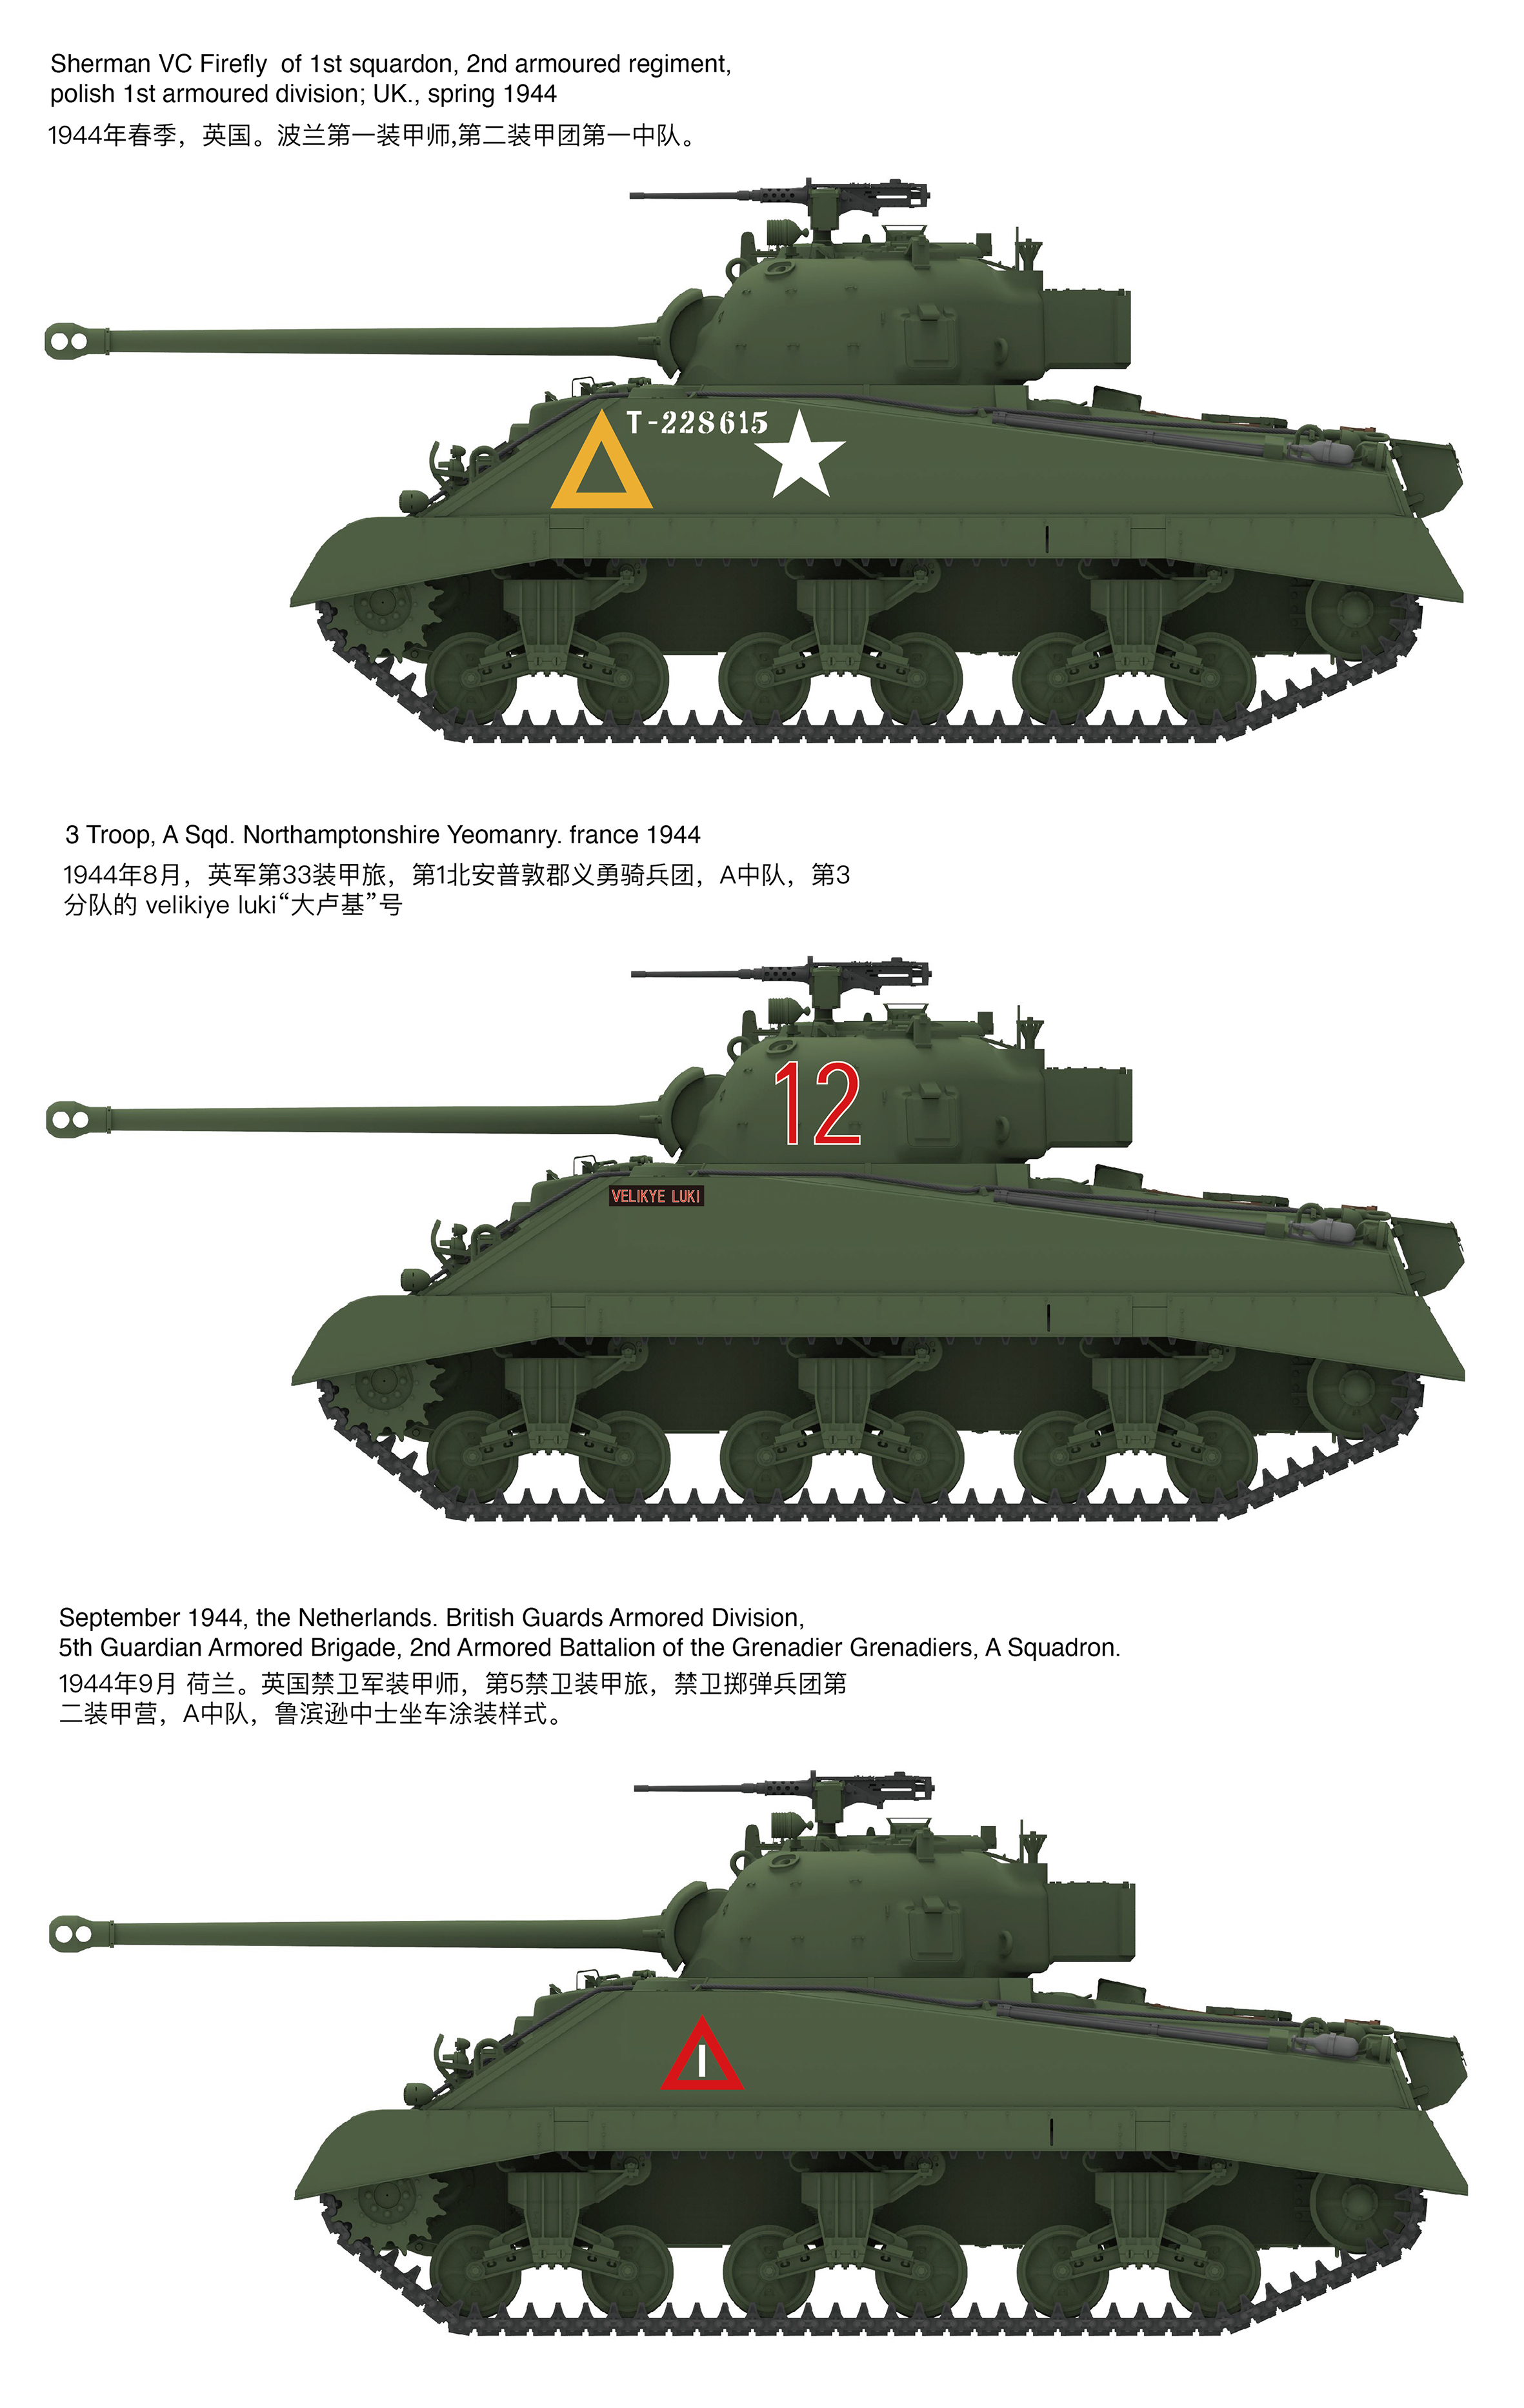 Sherman VC Firefly  of 1st squardon, 2nd armoured regiment,
polish 1st armoured division; UK., spring 1944
1944年春季，英国。波兰第一装甲师,第二装甲团第一中队。
T-228615
3 Troop, A Sqd. Northamptonshire Yeomanry. france 1944
1944年8月，英军第33装甲旅，第1北安普敦郡义勇骑兵团，A中队，第3
分队的 velikiye luki“大卢基”号
12
VELIKYE LUKI
September 1944, the Netherlands. British Guards Armored Division,
5th Guardian Armored Brigade, 2nd Armored Battalion of the Grenadier Grenadiers, A Squadron.
1944年9月 荷兰。英国禁卫军装甲师，第5禁卫装甲旅，禁卫掷弹兵团第
二装甲营，A中队，鲁滨逊中士坐车涂装样式。
1